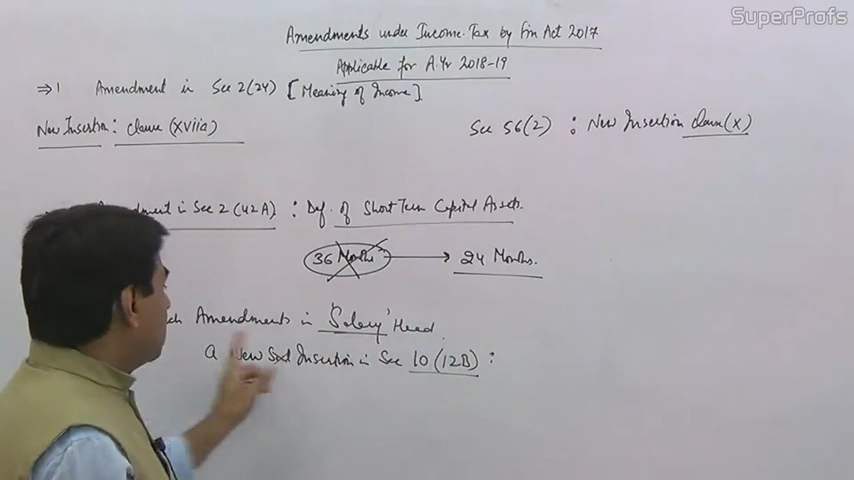 SuperProfs
Amendments under Income Tax by Fin Act 2017
Applicable for A.Yr 2018-19
⇒1 Amendment in Sec 2(24) [Meaning of Income]
New Insertion: clause (xviia) Sec 56(2) : New Insertion clause(x)
ment in Sec 2(42A) : Def. of Short Term Capital Assets.
36 Months → 24 Months.
Amendments in 'Salary' Head.
A New Insertion in Sec 10(12B) :